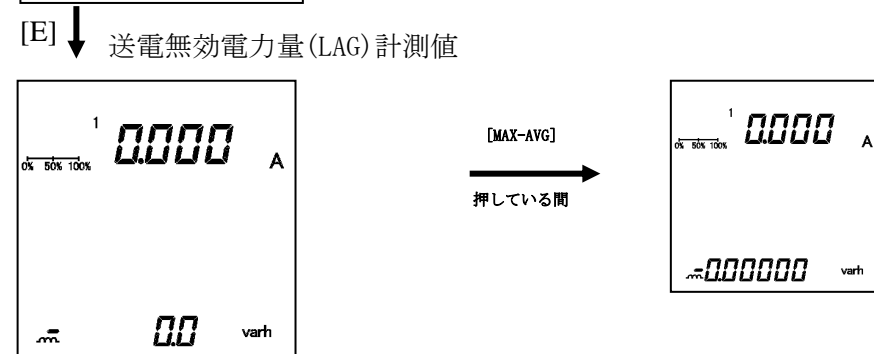 [E] 送電無効電力量(LAG)計測値
1
0.000 A
0% 50% 100%
0.0 varh
[MAX-AVG]
押している間
1
0.000 A
0% 50% 100%
0.00000 varh